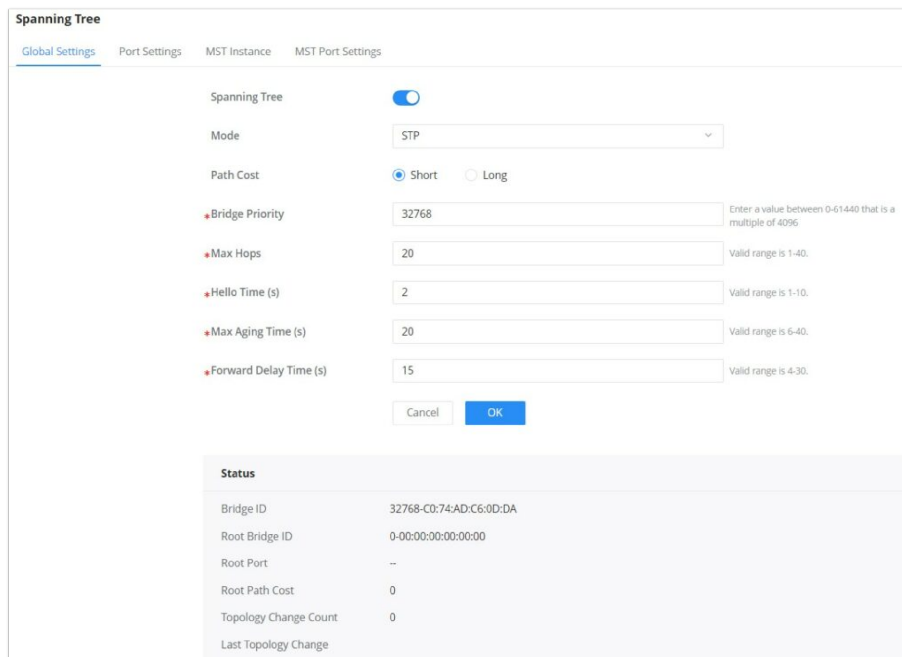 Spanning Tree
Global Settings Port Settings MST Instance MST Port Settings
Spanning Tree
Mode STP
Path Cost Short Long
*Bridge Priority 32768 Enter a value between 0-61440 that is a
multiple of 4096
*Max Hops 20 Valid range is 1-40.
*Hello Time (s) 2 Valid range is 1-10.
*Max Aging Time (s) 20 Valid range is 6-40.
*Forward Delay Time (s) 15 Valid range is 4-30.
Cancel OK
Status
Bridge ID 32768-C0:74:AD:C6:0D:DA
Root Bridge ID 0-00:00:00:00:00:00
Root Port --
Root Path Cost 0
Topology Change Count 0
Last Topology Change